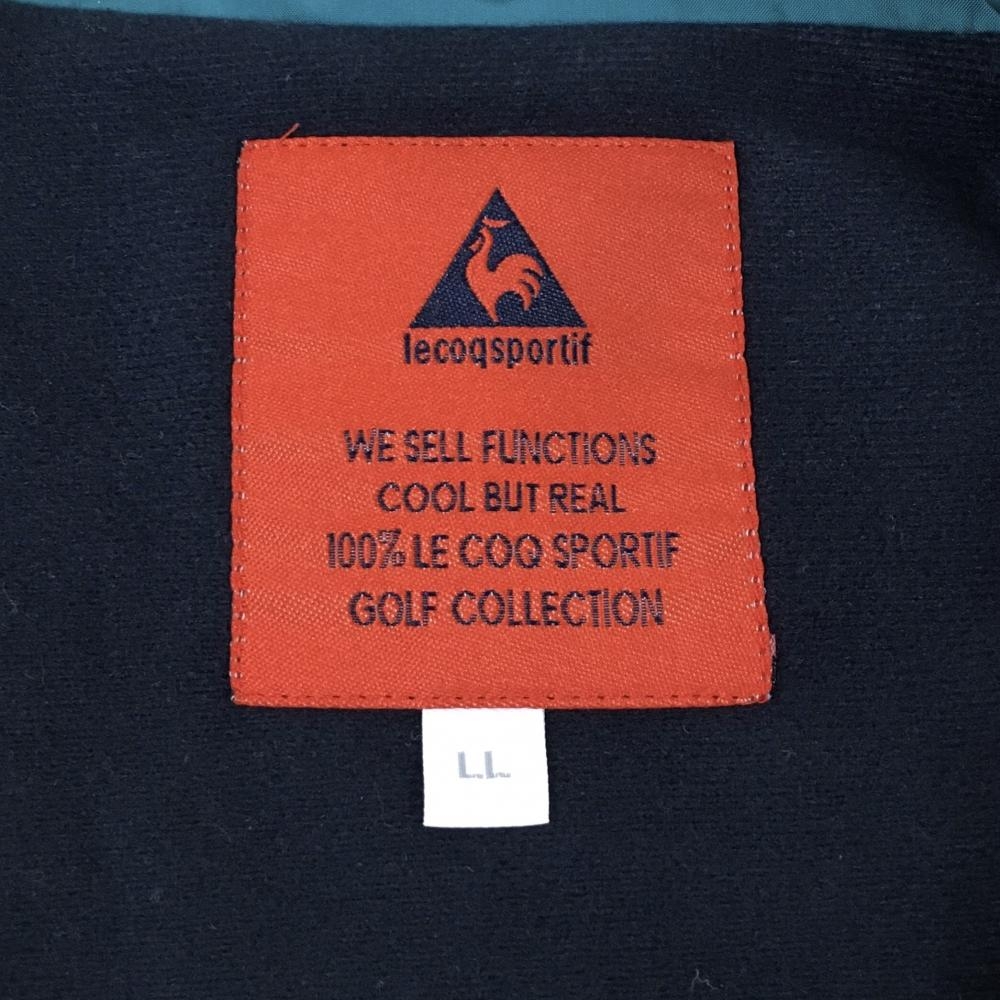 lecoqsportif
WE SELL FUNCTIONS
COOL BUT REAL
100% LE COQ SPORTIF
GOLF COLLECTION
LL